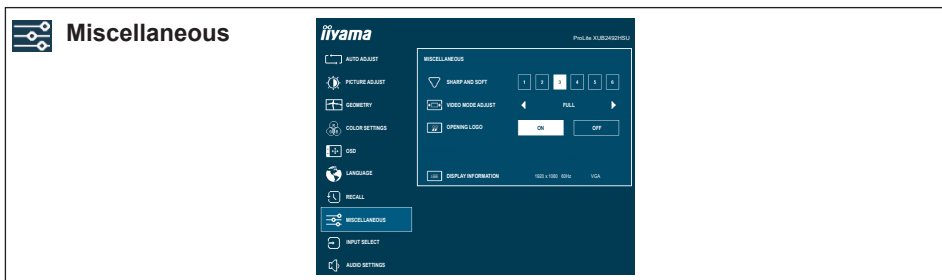 Miscellaneous
iiyama
ProLite XUB2492HSU
AUTO ADJUST
PICTURE ADJUST
GEOMETRY
COLOR SETTINGS
OSD
LANGUAGE
RECALL
MISCELLANEOUS
INPUT SELECT
AUDIO SETTINGS
MISCELLANEOUS
SHARP AND SOFT 1 2 3 4 5 6
VIDEO MODE ADJUST FULL
OPENING LOGO ON OFF
DISPLAY INFORMATION 1920 x 1080 60Hz VGA